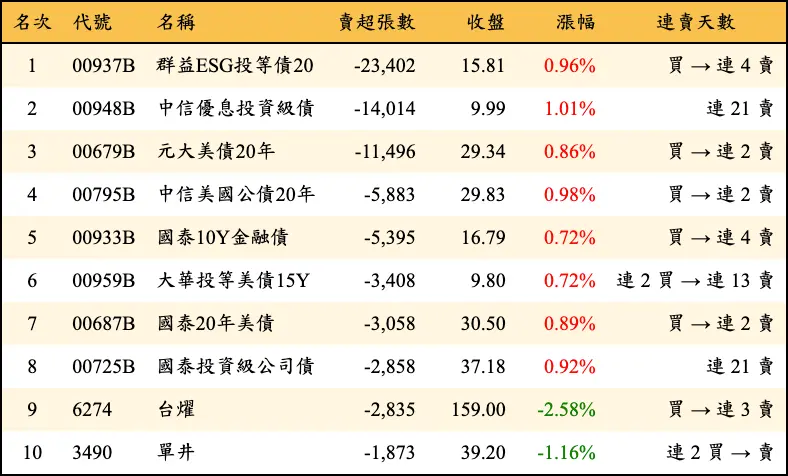 名次 代號 名稱 賣超張數 收盤 漲幅 連賣天數
1 00937B 群益ESG投等債20 -23,402 15.81 0.96% 買 → 連 4 賣
2 00948B 中信優息投資級債 -14,014 9.99 1.01% 連 21 賣
3 00679B 元大美債20年 -11,496 29.34 0.86% 買 → 連 2 賣
4 00795B 中信美國公債20年 -5,883 29.83 0.98% 買 → 連 2 賣
5 00933B 國泰10Y金融債 -5,395 16.79 0.72% 買 → 連 4 賣
6 00959B 大華投等美債15Y -3,408 9.80 0.72% 連 2 買 → 連 13 賣
7 00687B 國泰20年美債 -3,058 30.50 0.89% 買 → 連 2 賣
8 00725B 國泰投資級公司債 -2,858 37.18 0.92% 連 21 賣
9 6274 台燿 -2,835 159.00 -2.58% 買 → 連 3 賣
10 3490 單井 -1,873 39.20 -1.16% 連 2 買 → 賣